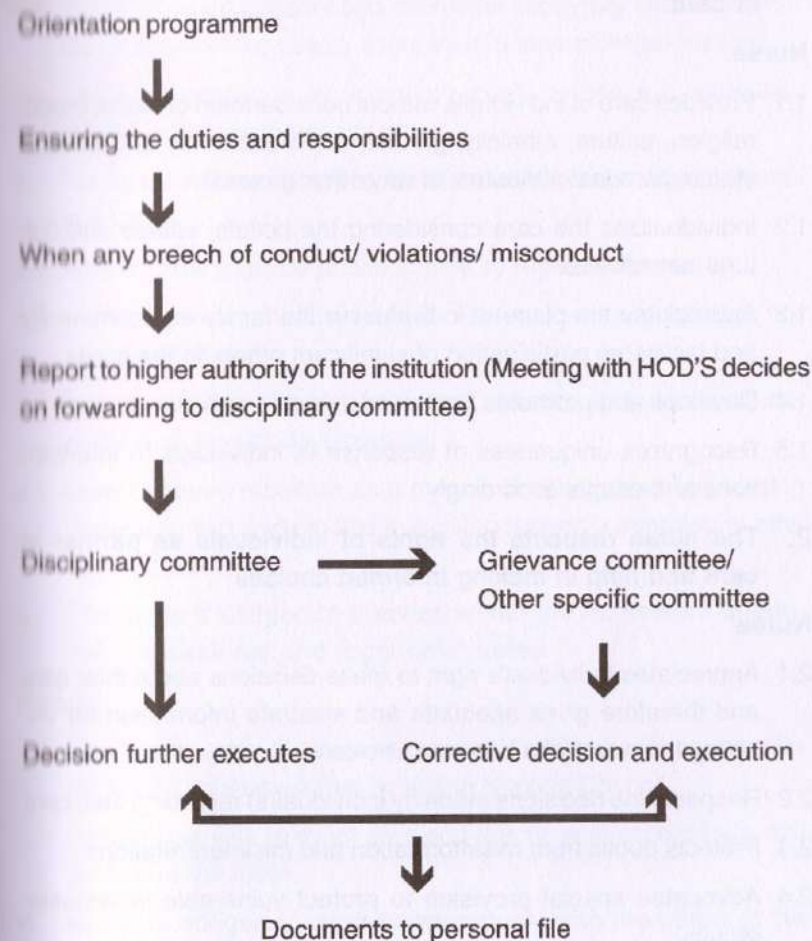 Orientation programme
Ensuring the duties and responsibilities
When any breech of conduct/ violations/ misconduct
Report to higher authority of the institution (Meeting with HOD'S decides
on forwarding to disciplinary committee)
Disciplinary committee
Grievance committee/
Other specific committee
Decision further executes
Corrective decision and execution
Documents to personal file